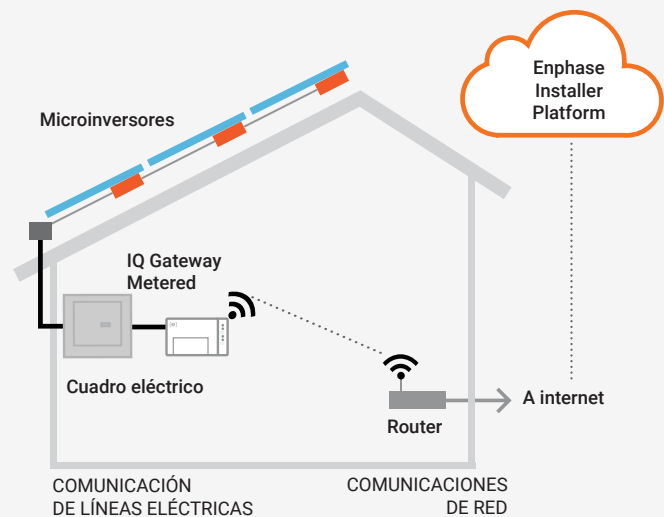 Enphase
Installer
Platform
Microinversores
IQ Gateway
Metered
Cuadro eléctrico
A internet
Router
COMUNICACIÓN
DE LÍNEAS ELÉCTRICAS
COMUNICACIONES
DE RED